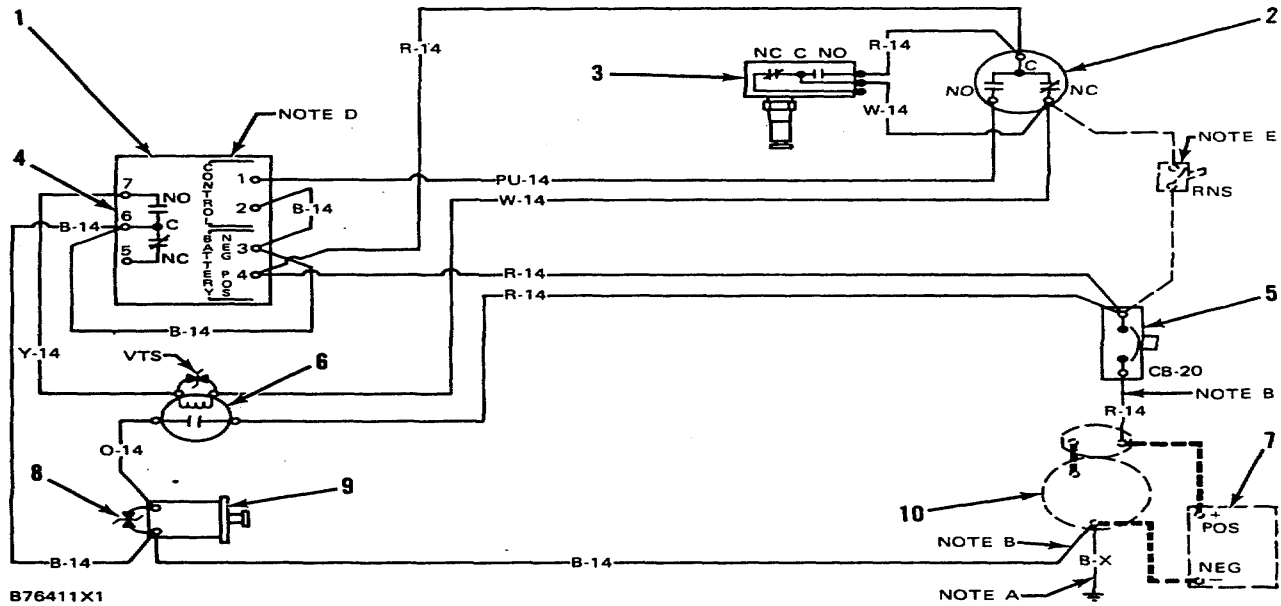 1
2
R-14
NC C NO
R-14
3
C
NO
NC
NOTE D
W-14
NOTE E
4
7
NO
CONTROL
1
PU-14
RNS
2
B-14
W-14
6
B-14
C
BATTERY
NEG
3
5
NC
POS
4
R-14
R-14
5
B-14
Y-14
VTS
6
CB-20
NOTE B
R-14
O-14
8
9
7
10
+
POS
NOTE B
B-14
B-14
B-X
NEG
−
NOTE A
B76411X1